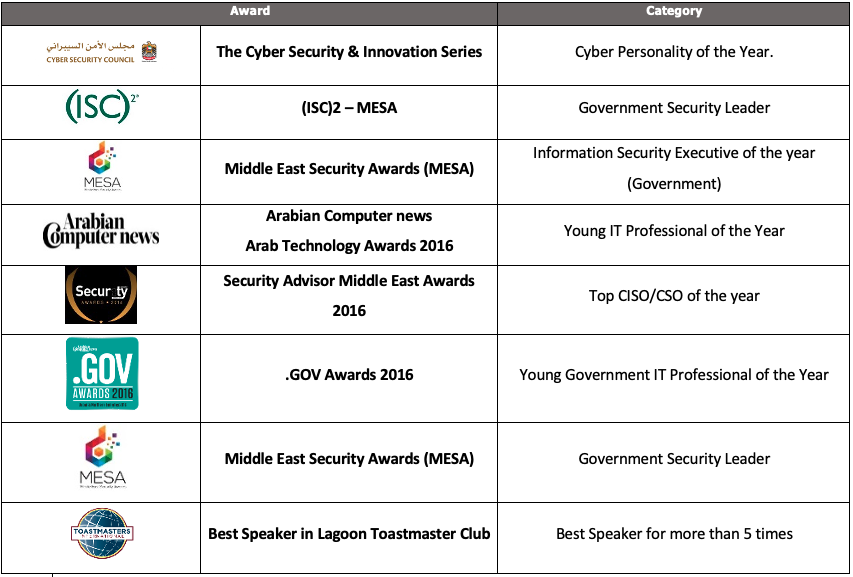 Award
Category
مجلس الأمن السيبراني
CYBER SECURITY COUNCIL
The Cyber Security & Innovation Series
Cyber Personality of the Year.
(ISC)2®
(ISC)2 – MESA
Government Security Leader
MESA
Middle East Security Awards (MESA)
Information Security Executive of the year
(Government)
Arabian
Computer news
Arabian Computer news
Arab Technology Awards 2016
Young IT Professional of the Year
Security
AWARDS • 2016
Security Advisor Middle East Awards
2016
Top CISO/CSO of the year
.GOV
AWARDS 2016
.GOV Awards 2016
Young Government IT Professional of the Year
MESA
Middle East Security Awards (MESA)
Government Security Leader
TOASTMASTERS
INTERNATIONAL
Best Speaker in Lagoon Toastmaster Club
Best Speaker for more than 5 times